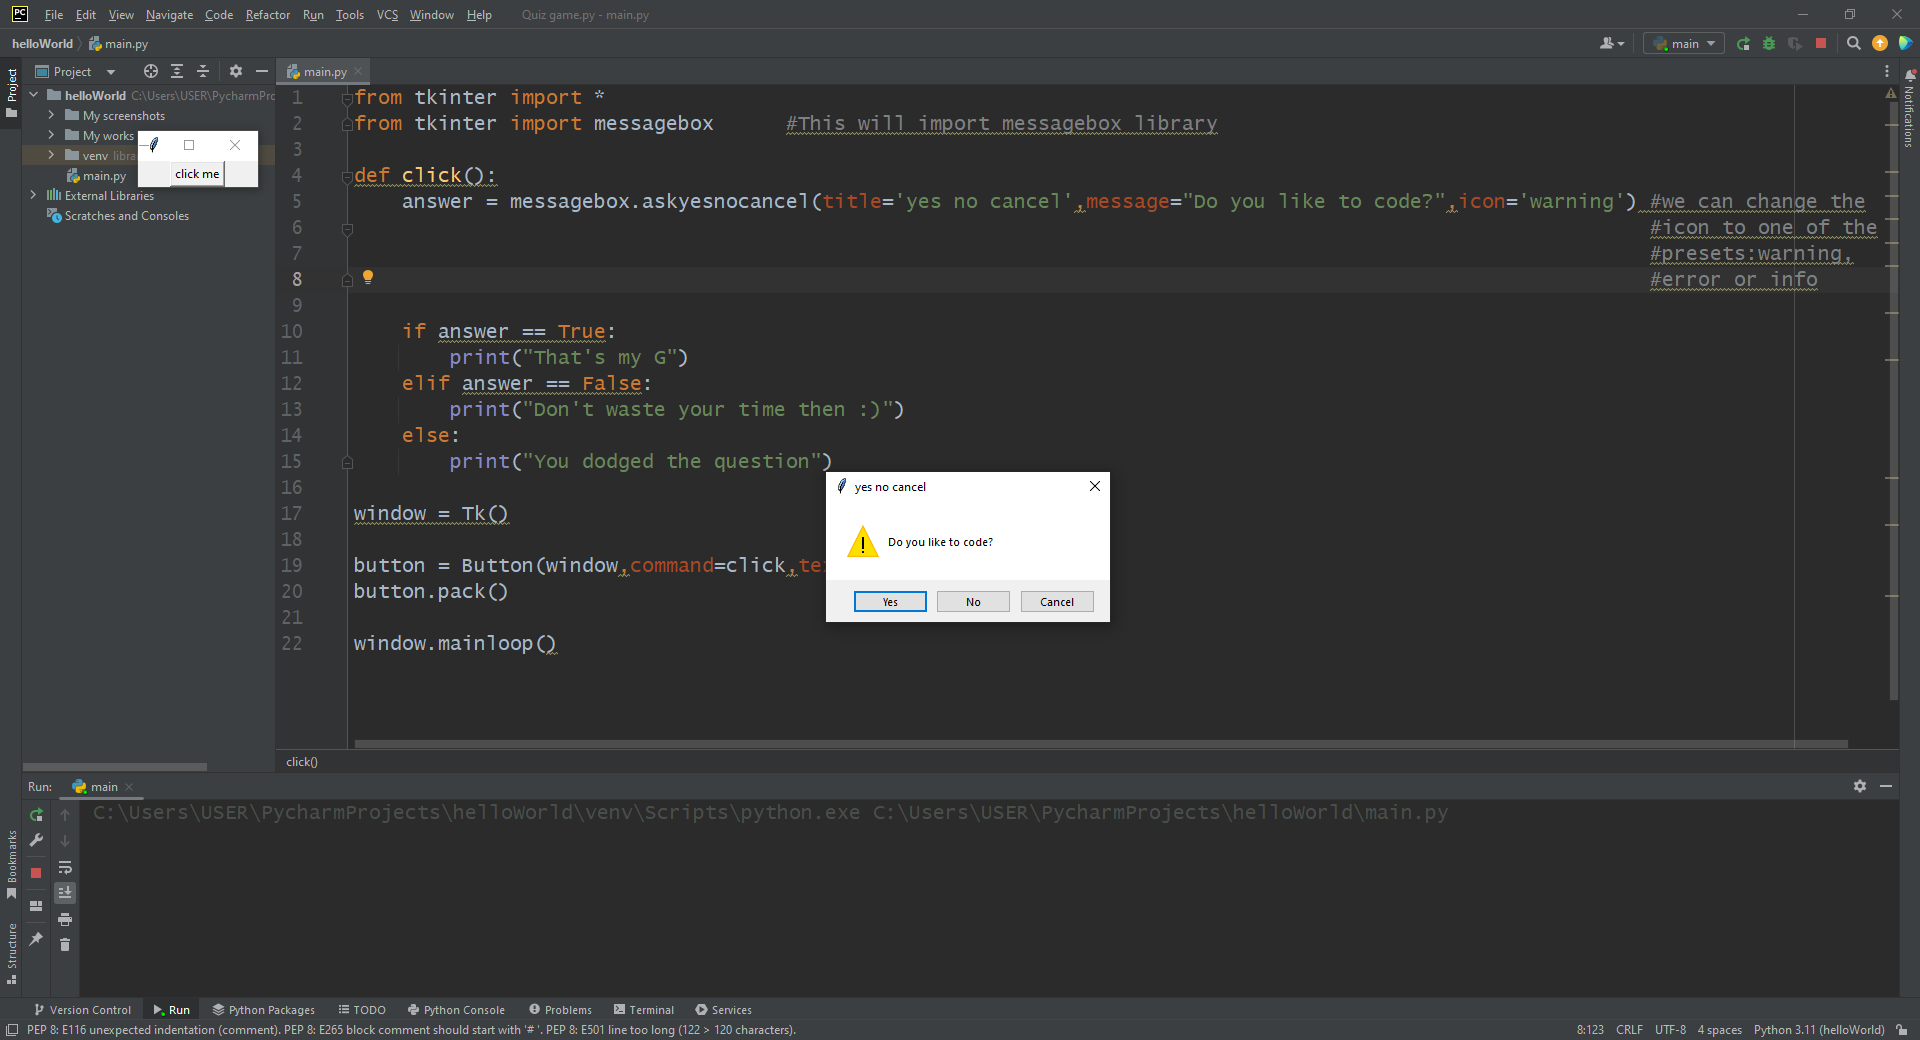 File Edit View Navigate Code Refactor Run Tools VCS Window Help Quiz game.py - main.py
helloWorld main.py main
Project main.py
helloWorld C:\Users\USER\PycharmPro
My screenshots
My works
venv libra
main.py
External Libraries
Scratches and Consoles
click me
Project
Bookmarks
Structure
Notifications
1 from tkinter import *
2 from tkinter import messagebox #This will import messagebox library
3
4 def click():
5 answer = messagebox.askyesnocancel(title='yes no cancel',message="Do you like to code?",icon='warning') #we can change the
6 #icon to one of the
7 #presets:warning,
8 #error or info
9
10 if answer == True:
11 print("That's my G")
12 elif answer == False:
13 print("Don't waste your time then :)")
14 else:
15 print("You dodged the question")
16
17 window = Tk()
18
19 button = Button(window,command=click,te
20 button.pack()
21
22 window.mainloop()
yes no cancel
Do you like to code?
Yes No Cancel
click()
Run: main
C:\Users\USER\PycharmProjects\helloWorld\venv\Scripts\python.exe C:\Users\USER\PycharmProjects\helloWorld\main.py
Version Control Run Python Packages TODO Python Console Problems Terminal Services
PEP 8: E116 unexpected indentation (comment). PEP 8: E265 block comment should start with '# '. PEP 8: E501 line too long (122 > 120 characters). 8:123 CRLF UTF-8 4 spaces Python 3.11 (helloWorld)